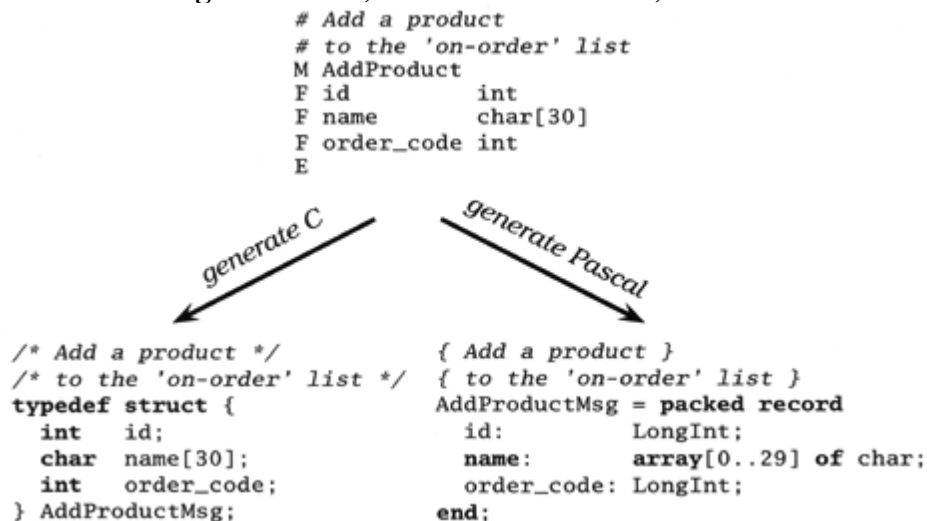 # Add a product
# to the 'on-order' list
M AddProduct
F id int
F name char[30]
F order_code int
E
generate C
generate Pascal
/* Add a product */
/* to the 'on-order' list */
typedef struct {
int id;
char name[30];
int order_code;
} AddProductMsg;
{ Add a product }
{ to the 'on-order' list }
AddProductMsg = packed record
id: LongInt;
name: array[0..29] of char;
order_code: LongInt;
end;